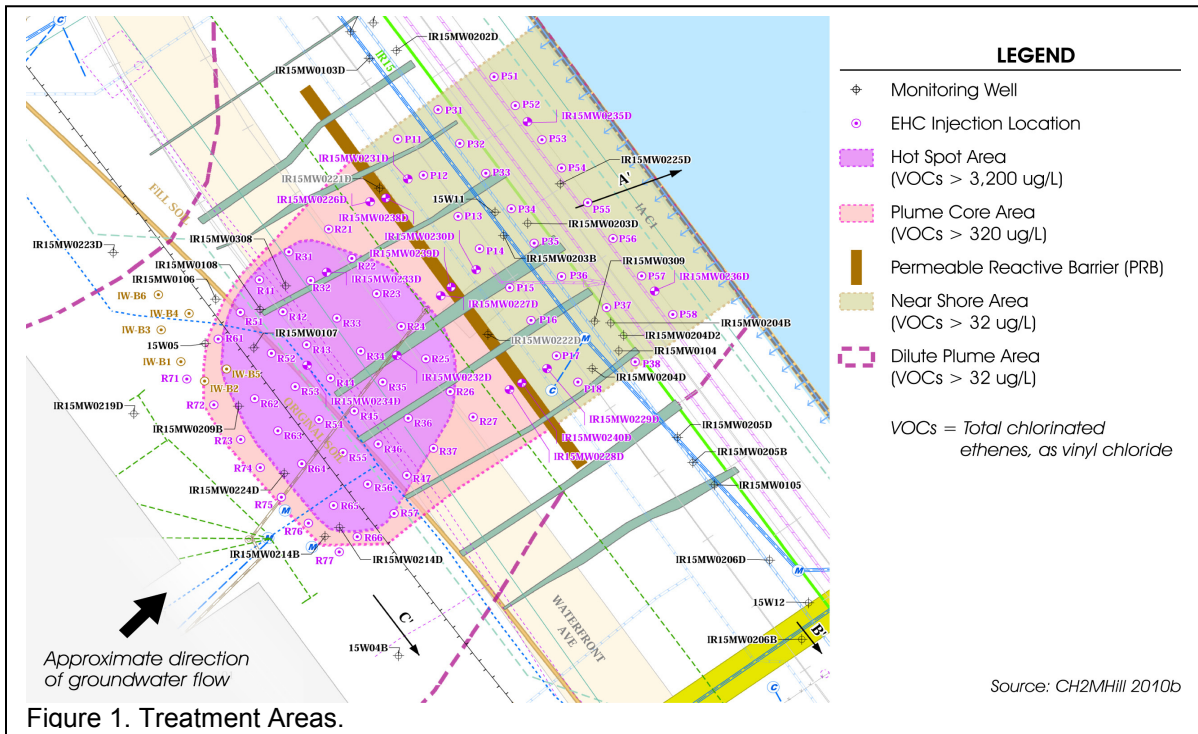 IR15MW0202D
IR15
IR15MW0103D
P51
P52
IR15MW0235D
P31
P11
P32
P53
IR15MW0231D
P54
IR15MW0225D
P12
P33
A'
IR15MW0221D
15W11
P34
P55
IA C1
FILL SOE
IR15MW0226D
P13
IR15MW0203D
IR15MW0238D
R21
P56
IR15MW0230D
P35
IR15MW0223D
IR15MW0308
P14
IR15MW0203B
R31
R22
IR15MW0239D
IR15MW0309
IR15MW0108
P36
P57
IR15MW0236D
IR15MW0106
R41
R32
IR15MW0233D
P15
IW-B6
R23
IR15MW0227D
P37
P58
IW-B4
R51
R42
R33
R24
P16
IR15MW0204B
IW-B3
IR15MW0107
IR15MW0222D
IR15MW0204D2
M
15W05
R61
R43
R34
IR15MW0104
IW-B1
R52
R25
P17
P38
IW-B5
IR15MW0232D
IR15MW0204D
R71
R44
R35
P18
IW-B2
R53
R26
C
IR15MW0234D
R72
R62
IR15MW0219D
R45
R36
R27
IR15MW0229D
IR15MW0209B
R54
IR15MW0205D
R73
R63
R46
R37
IR15MW0240D
R55
IR15MW0228D
IR15MW0205B
R74
R64
IR15MW0224D
R47
R56
IR15MW0105
R75
R65
R57
M
R76
R66
M
M
IR15MW0214B
R77
IR15MW0214D
IR15MW0206D
M
15W12
C'
WATERFRONT
AVE
B'
15W04B
IR15MW0206B
C
C
Approximate direction
of groundwater flow
LEGEND
Monitoring Well
EHC Injection Location
Hot Spot Area
(VOCs > 3,200 ug/L)
Plume Core Area
(VOCs > 320 ug/L)
Permeable Reactive Barrier (PRB)
Near Shore Area
(VOCs > 32 ug/L)
Dilute Plume Area
(VOCs > 32 ug/L)
VOCs = Total chlorinated
ethenes, as vinyl chloride
Source: CH2MHill 2010b
Figure 1. Treatment Areas.